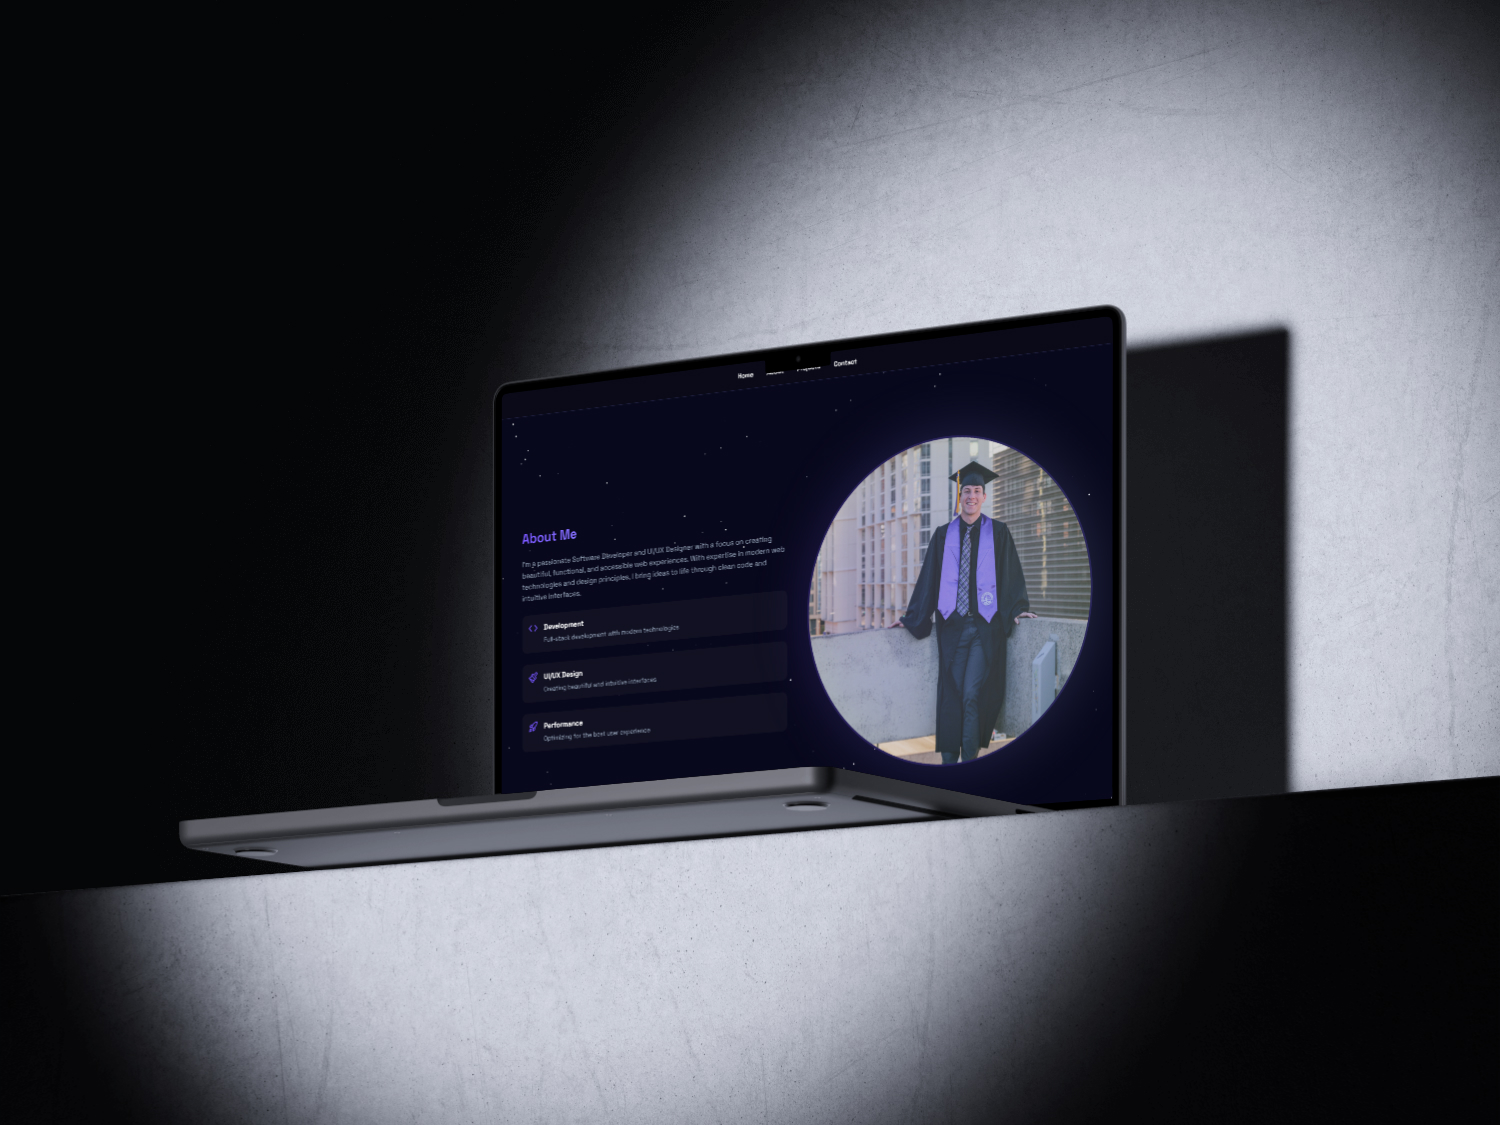 Home
Contact
About Me
I'm a passionate Software Developer and UI/UX Designer with a focus on creating
beautiful, functional, and accessible web experiences. With expertise in modern web
technologies and design principles, I bring ideas to life through clean code and
intuitive interfaces.
Development
Full-stack development with modern technologies
UI/UX Design
Creating beautiful and intuitive interfaces
Performance
Optimizing for the best user experience